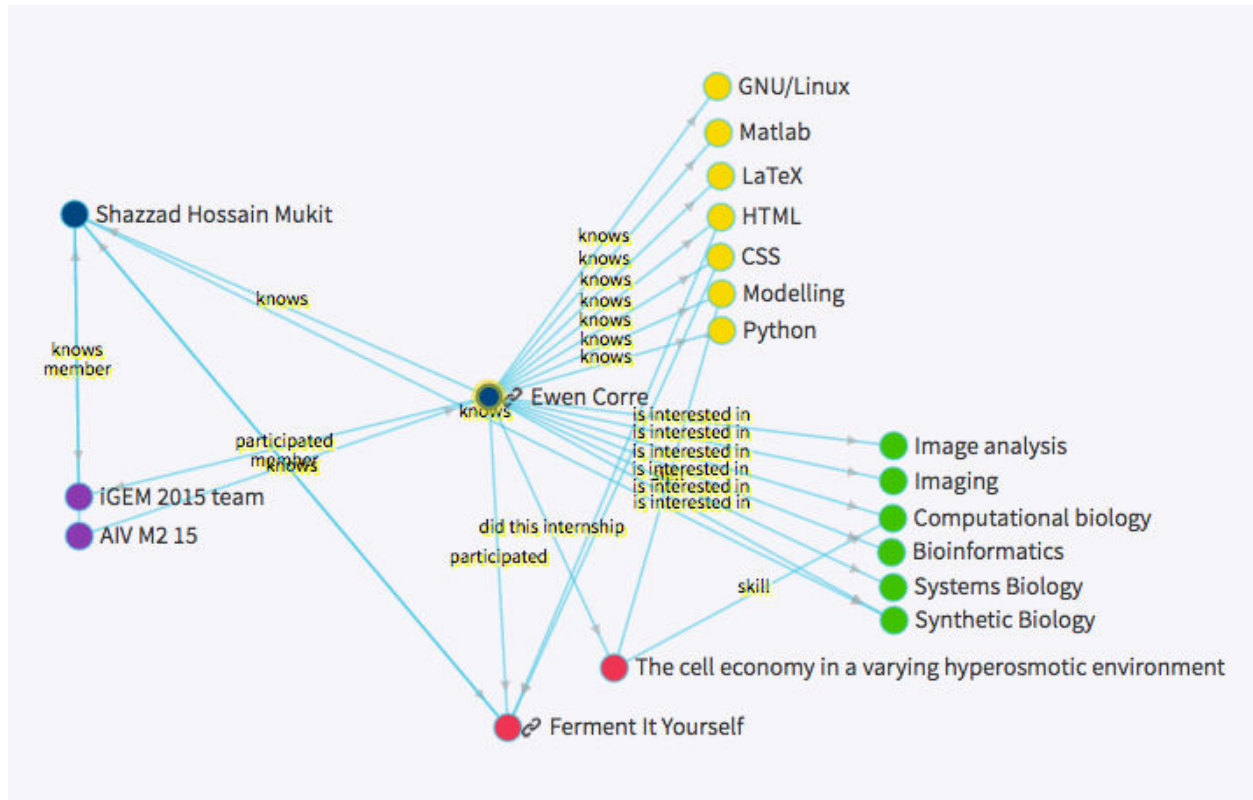 GNU/Linux
Matlab
LaTeX
Shazzad Hossain Mukit
HTML
knows
CSS
knows
knows
Modelling
knows
knows
knows
Python
knows
knows
knows
member
Ewen Corre
knows
is interested in
is interested in
participated
Image analysis
is interested in
member
knows
is interested in
Imaging
is interested in
iGEM 2015 team
is interested in
Computational biology
did this internship
AIV M2 15
Bioinformatics
participated
skill
Systems Biology
Synthetic Biology
The cell economy in a varying hyperosmotic environment
Ferment It Yourself